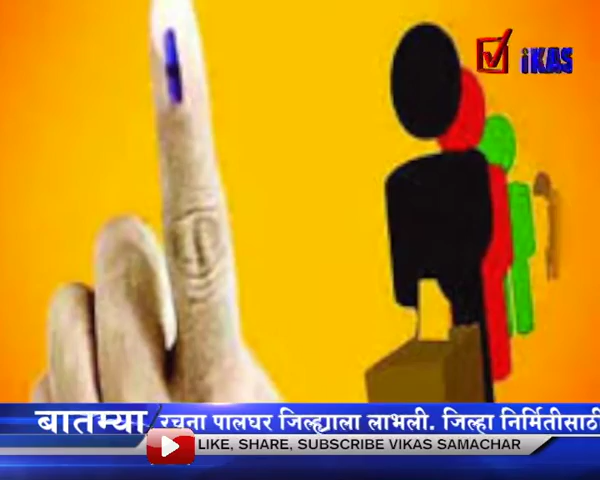 iKAS
बातम्या रचना पालघर जिल्ह्याला लाभली. जिल्हा निर्मितीसाठी
LIKE, SHARE, SUBSCRIBE VIKAS SAMACHAR